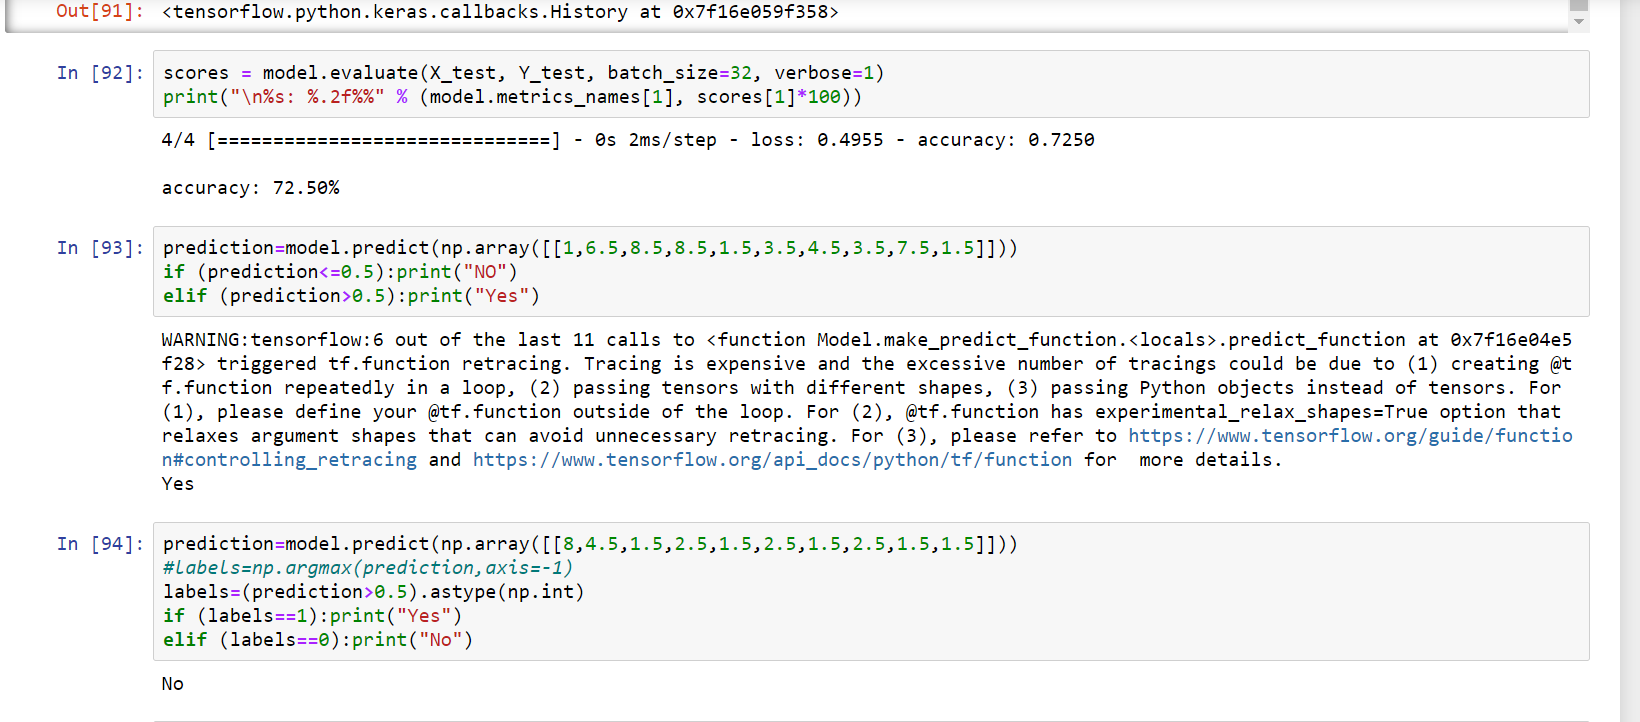 Out[91]: <tensorflow.python.keras.callbacks.History at 0x7f16e059f358>
In [92]: scores = model.evaluate(X_test, Y_test, batch_size=32, verbose=1)
print("\n%s: %.2f%%" % (model.metrics_names[1], scores[1]*100))
4/4 [==============================] - 0s 2ms/step - loss: 0.4955 - accuracy: 0.7250
accuracy: 72.50%
In [93]: prediction=model.predict(np.array([[1,6.5,8.5,8.5,1.5,3.5,4.5,3.5,7.5,1.5]]))
if (prediction<=0.5):print("NO")
elif (prediction>0.5):print("Yes")
WARNING:tensorflow:6 out of the last 11 calls to <function Model.make_predict_function.<locals>.predict_function at 0x7f16e04e5
f28> triggered tf.function retracing. Tracing is expensive and the excessive number of tracings could be due to (1) creating @t
f.function repeatedly in a loop, (2) passing tensors with different shapes, (3) passing Python objects instead of tensors. For
(1), please define your @tf.function outside of the loop. For (2), @tf.function has experimental_relax_shapes=True option that
relaxes argument shapes that can avoid unnecessary retracing. For (3), please refer to https://www.tensorflow.org/guide/functio
n#controlling_retracing and https://www.tensorflow.org/api_docs/python/tf/function for  more details.
Yes
In [94]: prediction=model.predict(np.array([[8,4.5,1.5,2.5,1.5,2.5,1.5,2.5,1.5,1.5]]))
#labels=np.argmax(prediction,axis=-1)
labels=(prediction>0.5).astype(np.int)
if (labels==1):print("Yes")
elif (labels==0):print("No")
No